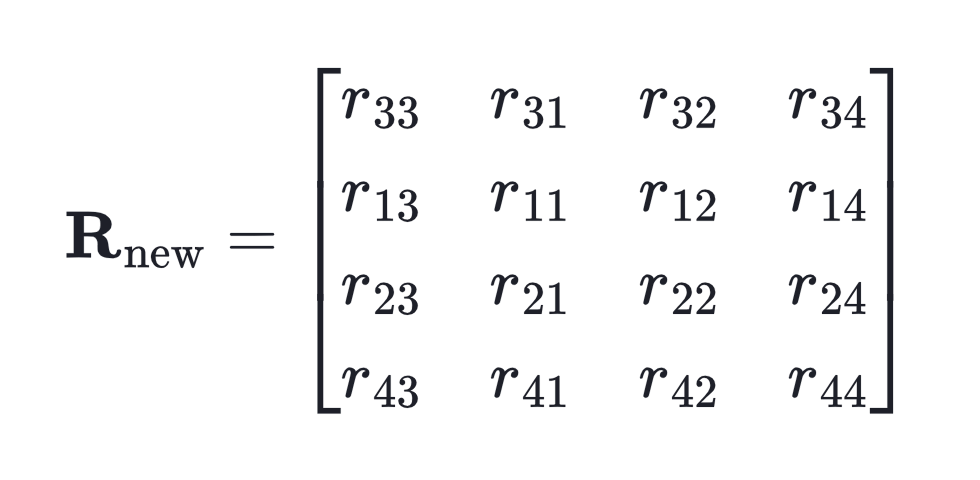 r₃₃ r₃₁ r₃₂ r₃₄
r₁₃ r₁₁ r₁₂ r₁₄
𝐑_new =
r₂₃ r₂₁ r₂₂ r₂₄
r₄₃ r₄₁ r₄₂ r₄₄